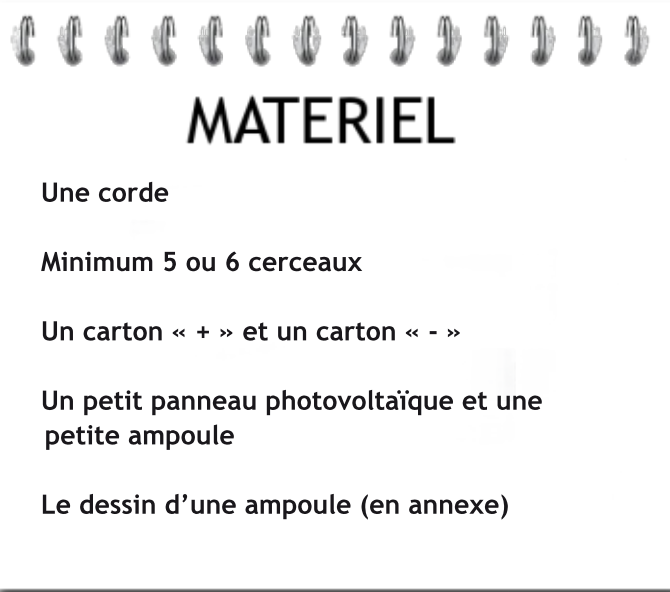 MATERIEL
Une corde
Minimum 5 ou 6 cerceaux
Un carton « + » et un carton « - »
Un petit panneau photovoltaïque et une
petite ampoule
Le dessin d’une ampoule (en annexe)